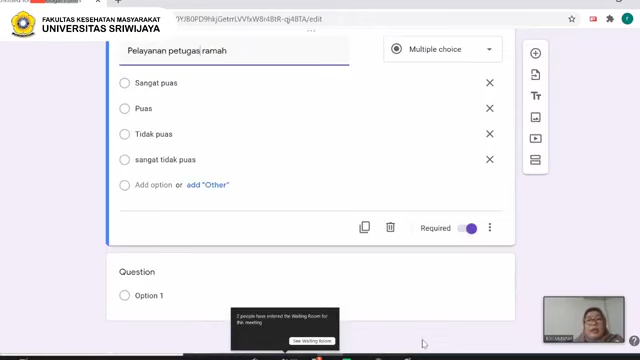 FAKULTAS KESEHATAN MASYARAKAT
UNIVERSITAS SRIWIJAYA
Pelayanan petugas ramah
Multiple choice
Sangat puas
Puas
Tidak puas
sangat tidak puas
Add option or add "Other"
Required
Question
Option 1
2 people have entered the Waiting Room for this meeting
See Waiting Room